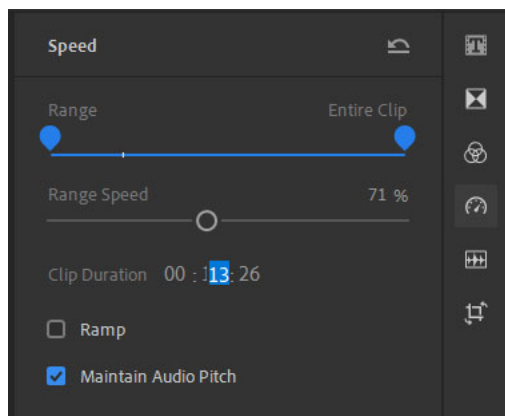 Speed
Range Entire Clip
Range Speed 71 %
Clip Duration 00 : 13 : 26
Ramp
Maintain Audio Pitch